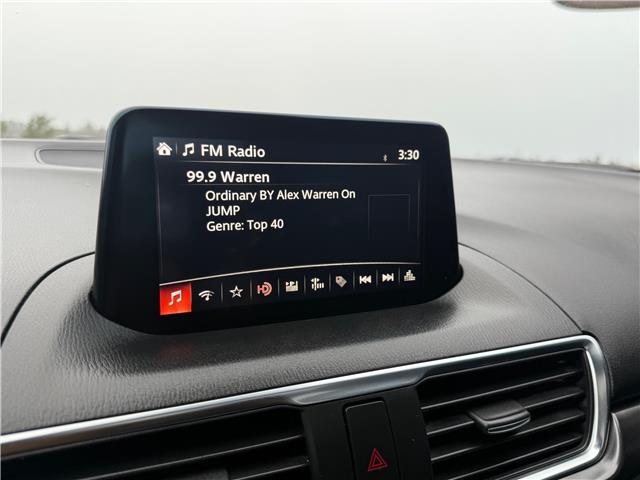 FM Radio 3:30
99.9 Warren
Ordinary BY Alex Warren On
JUMP
Genre: Top 40